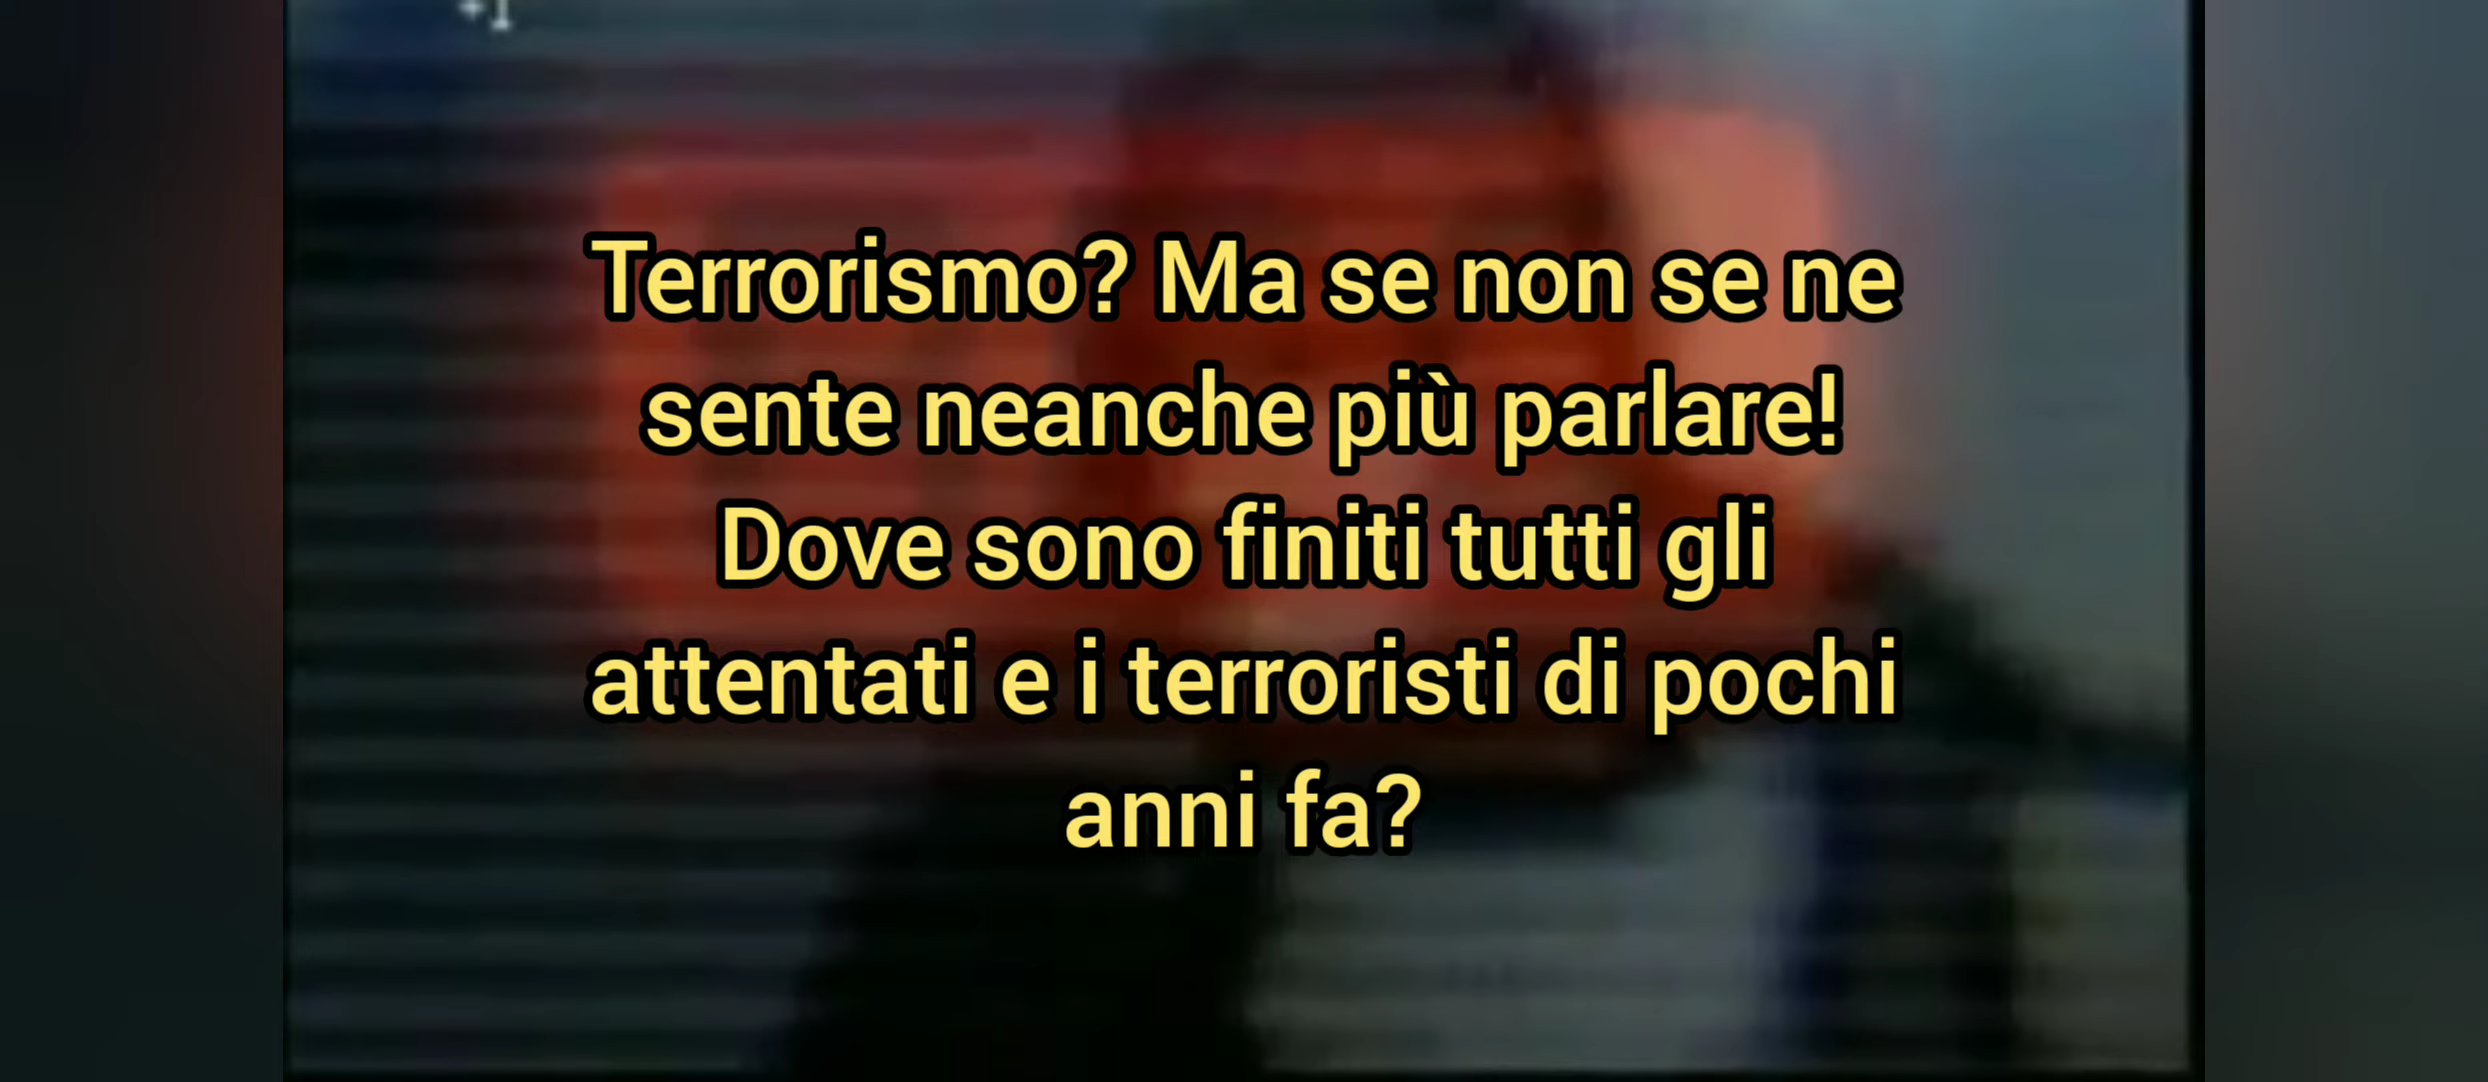 +1
Terrorismo? Ma se non se ne
sente neanche più parlare!
Dove sono finiti tutti gli
attentati e i terroristi di pochi
anni fa?